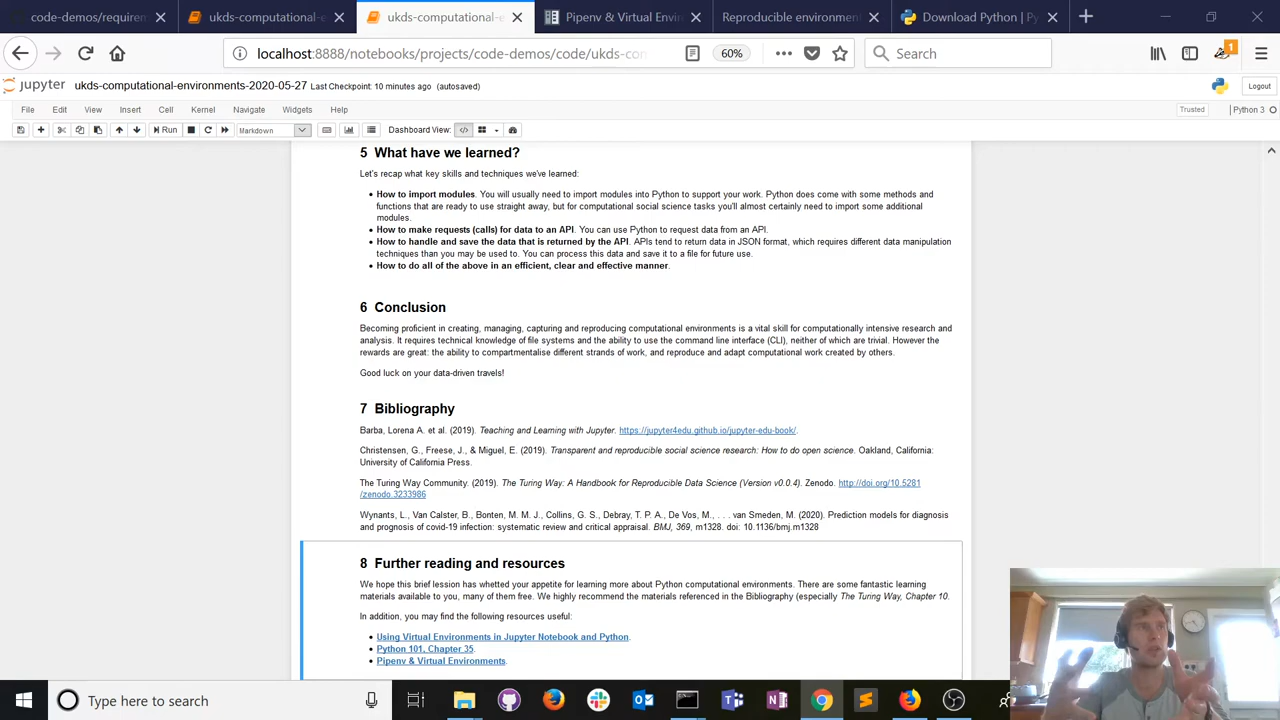 code-demos/requirem
ukds-computational-e
ukds-computational-e
Pipenv & Virtual Environ
Reproducible environment
Download Python | Py
localhost:8888/notebooks/projects/code-demos/code/ukds-co
60%
Search
1
jupyter ukds-computational-environments-2020-05-27 Last Checkpoint: 10 minutes ago (autosaved)
Logout
File Edit View Insert Cell Kernel Navigate Widgets Help
Trusted
Python 3
Run
Markdown
Dashboard View:
5 What have we learned?
Let's recap what key skills and techniques we've learned:
• How to import modules. You will usually need to import modules into Python to support your work. Python does come with some methods and
functions that are ready to use straight away, but for computational social science tasks you'll almost certainly need to import some additional
modules.
• How to make requests (calls) for data to an API. You can use Python to request data from an API.
• How to handle and save the data that is returned by the API. APIs tend to return data in JSON format, which requires different data manipulation
techniques than you may be used to. You can process this data and save it to a file for future use.
• How to do all of the above in an efficient, clear and effective manner.
6 Conclusion
Becoming proficient in creating, managing, capturing and reproducing computational environments is a vital skill for computationally intensive research and
analysis. It requires technical knowledge of file systems and the ability to use the command line interface (CLI), neither of which are trivial. However the
rewards are great: the ability to compartmentalise different strands of work, and reproduce and adapt computational work created by others.
Good luck on your data-driven travels!
7 Bibliography
Barba, Lorena A. et al. (2019). Teaching and Learning with Jupyter. https://jupyter4edu.github.io/jupyter-edu-book/.
Christensen, G., Freese, J., & Miguel, E. (2019). Transparent and reproducible social science research: How to do open science. Oakland, California:
University of California Press.
The Turing Way Community. (2019). The Turing Way: A Handbook for Reproducible Data Science (Version v0.0.4). Zenodo. http://doi.org/10.5281
/zenodo.3233986
Wynants, L., Van Calster, B., Bonten, M. M. J., Collins, G. S., Debray, T. P. A., De Vos, M., . . . van Smeden, M. (2020). Prediction models for diagnosis
and prognosis of covid-19 infection: systematic review and critical appraisal. BMJ, 369, m1328. doi: 10.1136/bmj.m1328
8 Further reading and resources
We hope this brief lession has whetted your appetite for learning more about Python computational environments. There are some fantastic learning
materials available to you, many of them free. We highly recommend the materials referenced in the Bibliography (especially The Turing Way, Chapter 10.
In addition, you may find the following resources useful:
• Using Virtual Environments in Jupyter Notebook and Python.
• Python 101, Chapter 35.
• Pipenv & Virtual Environments.
Type here to search